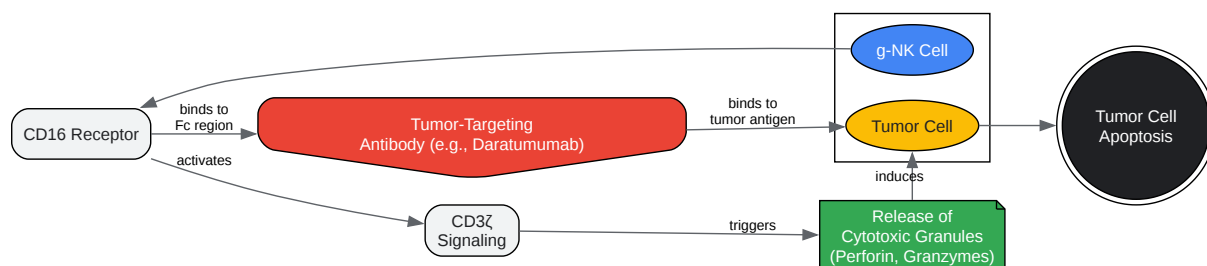 g-NK Cell
CD16 Receptor
binds to
Fc region
Tumor-Targeting
Antibody (e.g., Daratumumab)
binds to
tumor antigen
Tumor Cell
Tumor Cell
Apoptosis
activates
induces
CD3ζ
Signaling
triggers
Release of
Cytotoxic Granules
(Perforin, Granzymes)